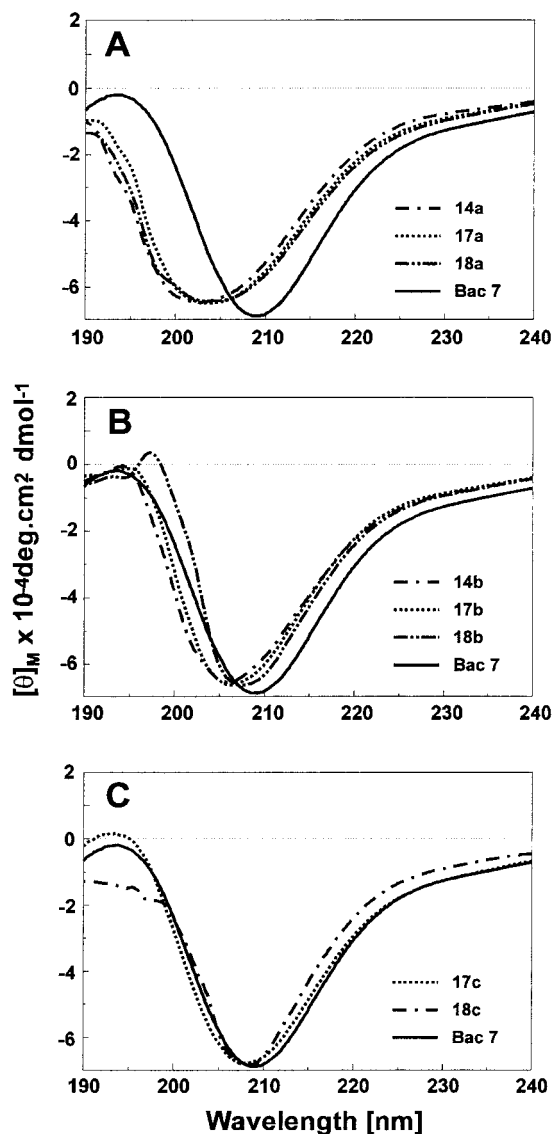 A
2
0
-2
-4
-6
14a
17a
18a
Bac 7
190 200 210 220 230 240
B
2
0
-2
-4
-6
14b
17b
18b
Bac 7
190 200 210 220 230 240
[θ]M x 10-4deg.cm2 dmol-1
C
2
0
-2
-4
-6
17c
18c
Bac 7
190 200 210 220 230 240
Wavelength [nm]